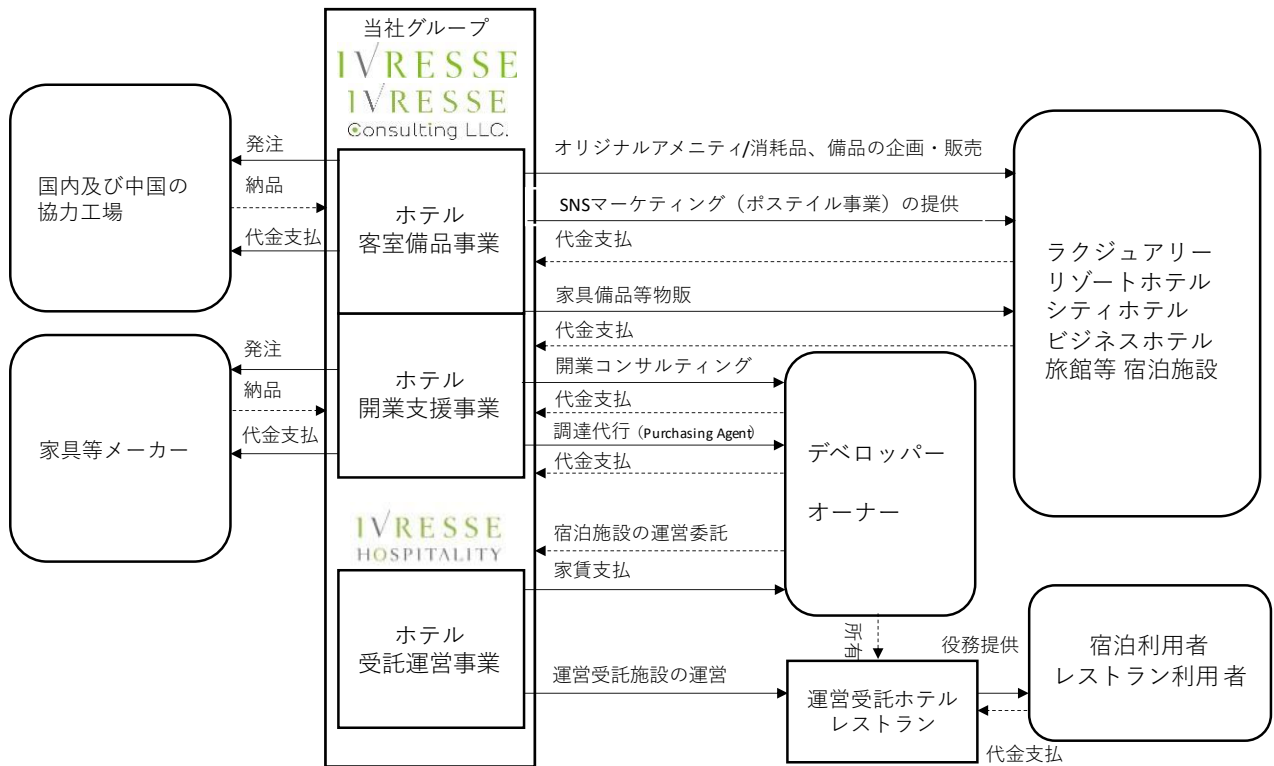 当社グループ
IVRESSE
IVRESSE
Consulting LLC.
国内及び中国の
協力工場
発注
納品
代金支払
ホテル
客室備品事業
オリジナルアメニティ/消耗品、備品の企画・販売
SNSマーケティング（ポステイル事業）の提供
代金支払
家具備品等物販
代金支払
ラクジュアリー
リゾートホテル
シティホテル
ビジネスホテル
旅館等 宿泊施設
家具等メーカー
発注
納品
代金支払
ホテル
開業支援事業
開業コンサルティング
代金支払
調達代行（Purchasing Agent）
代金支払
デベロッパー
オーナー
IVRESSE
HOSPITALITY
宿泊施設の運営委託
家賃支払
ホテル
受託運営事業
運営受託施設の運営
所有
運営受託ホテル
レストラン
役務提供
代金支払
宿泊利用者
レストラン利用者